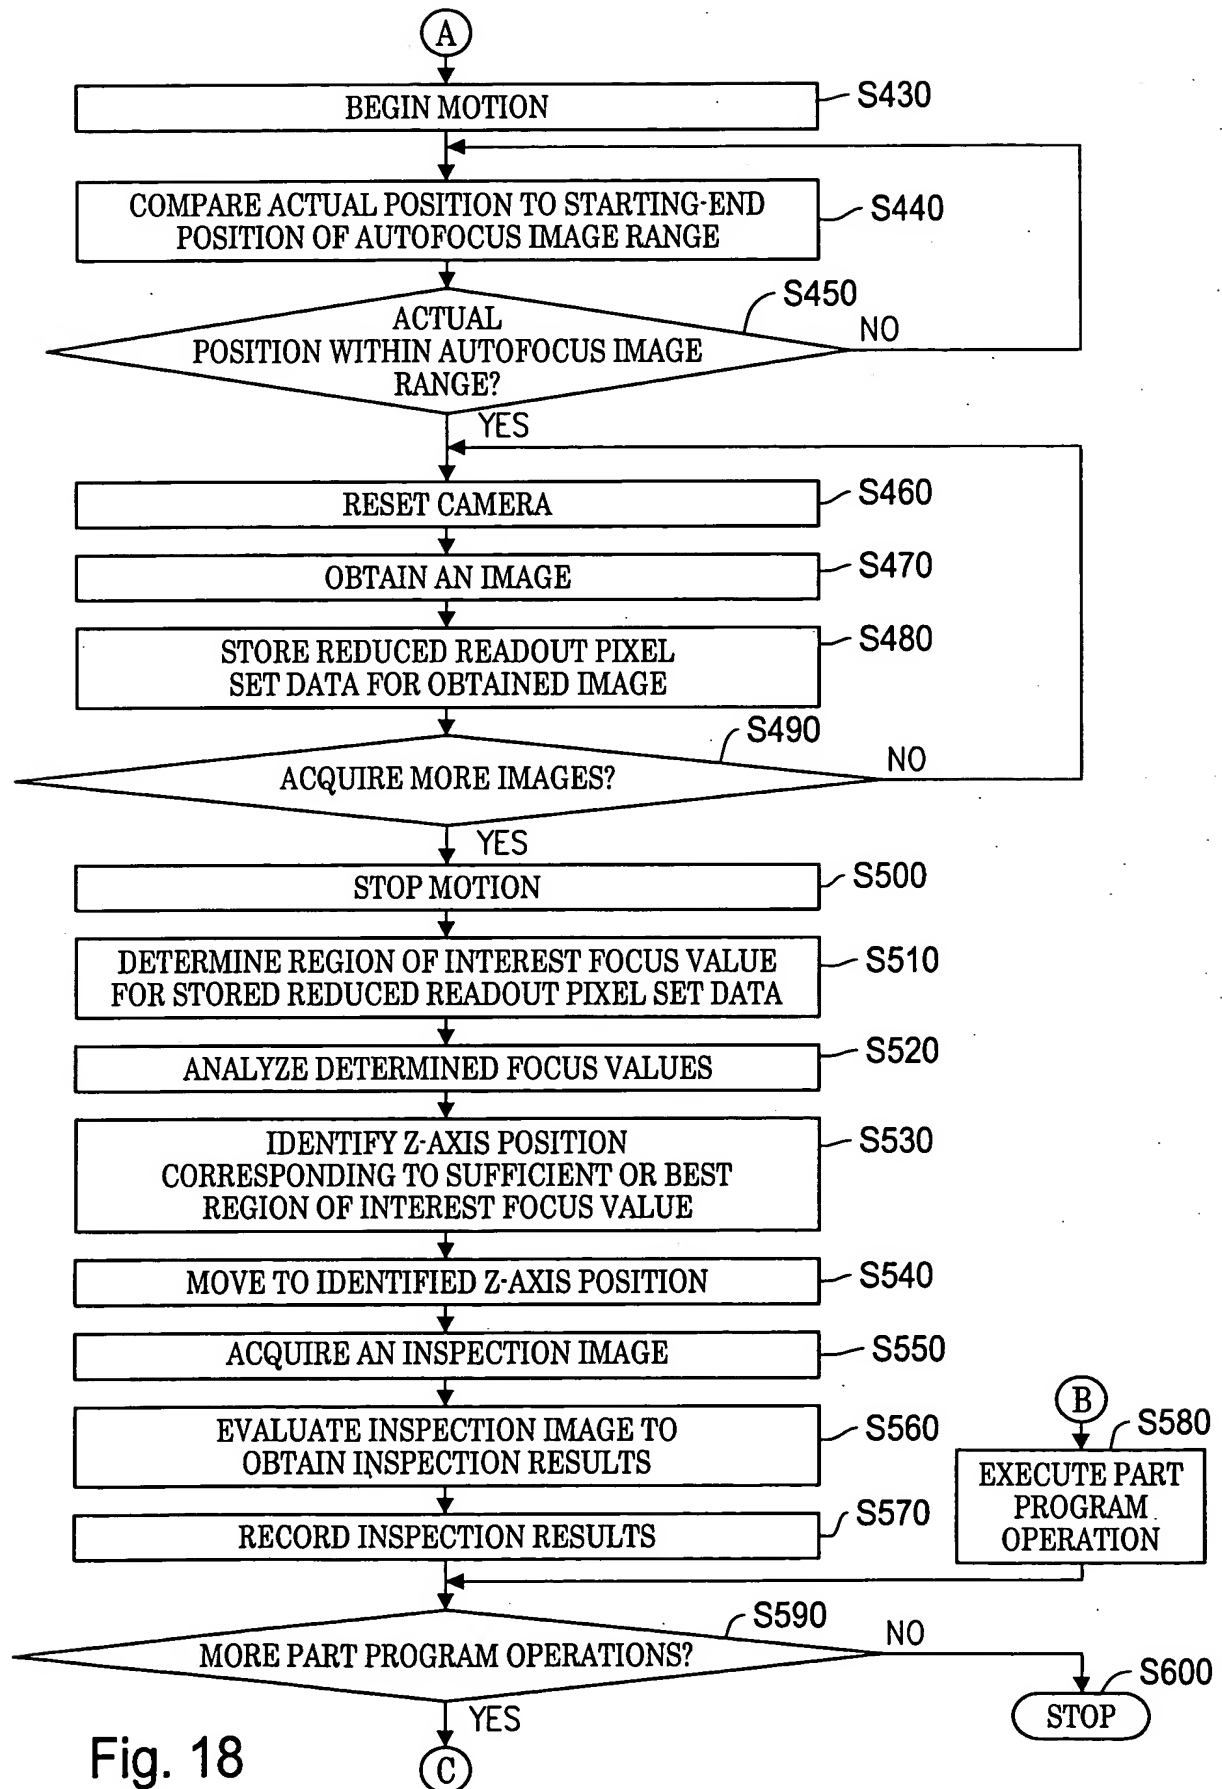 A
BEGIN MOTION
S430
COMPARE ACTUAL POSITION TO STARTING-END
POSITION OF AUTOFOCUS IMAGE RANGE
S440
ACTUAL
POSITION WITHIN AUTOFOCUS IMAGE
RANGE?
S450
NO
YES
RESET CAMERA
S460
OBTAIN AN IMAGE
S470
STORE REDUCED READOUT PIXEL
SET DATA FOR OBTAINED IMAGE
S480
ACQUIRE MORE IMAGES?
S490
NO
YES
STOP MOTION
S500
DETERMINE REGION OF INTEREST FOCUS VALUE
FOR STORED REDUCED READOUT PIXEL SET DATA
S510
ANALYZE DETERMINED FOCUS VALUES
S520
IDENTIFY Z-AXIS POSITION
CORRESPONDING TO SUFFICIENT OR BEST
REGION OF INTEREST FOCUS VALUE
S530
MOVE TO IDENTIFIED Z-AXIS POSITION
S540
ACQUIRE AN INSPECTION IMAGE
S550
EVALUATE INSPECTION IMAGE TO
OBTAIN INSPECTION RESULTS
S560
RECORD INSPECTION RESULTS
S570
B
S580
EXECUTE PART
PROGRAM
OPERATION
MORE PART PROGRAM OPERATIONS?
S590
NO
S600
STOP
YES
C
Fig. 18